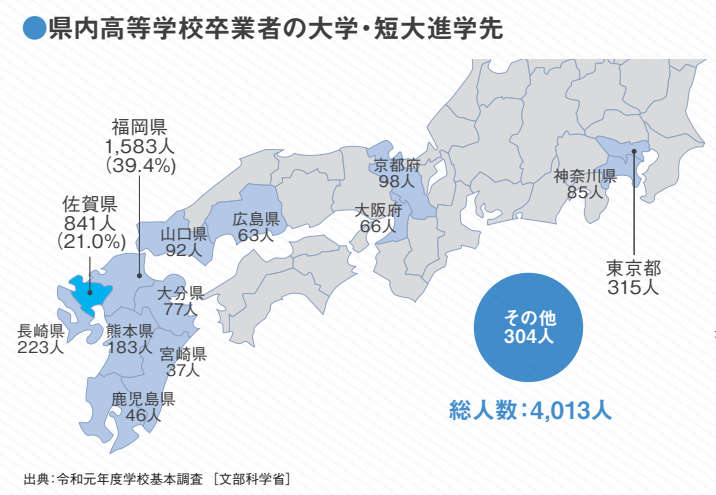 ●県内高等学校卒業者の大学・短大進学先
福岡県
1,583人
(39.4%)
佐賀県
841人
(21.0%)
山口県
92人
広島県
63人
京都府
98人
大阪府
66人
神奈川県
85人
東京都
315人
大分県
77人
長崎県
223人
熊本県
183人
宮崎県
37人
鹿児島県
46人
その他
304人
総人数:4,013人
出典:令和元年度学校基本調査 [文部科学省]